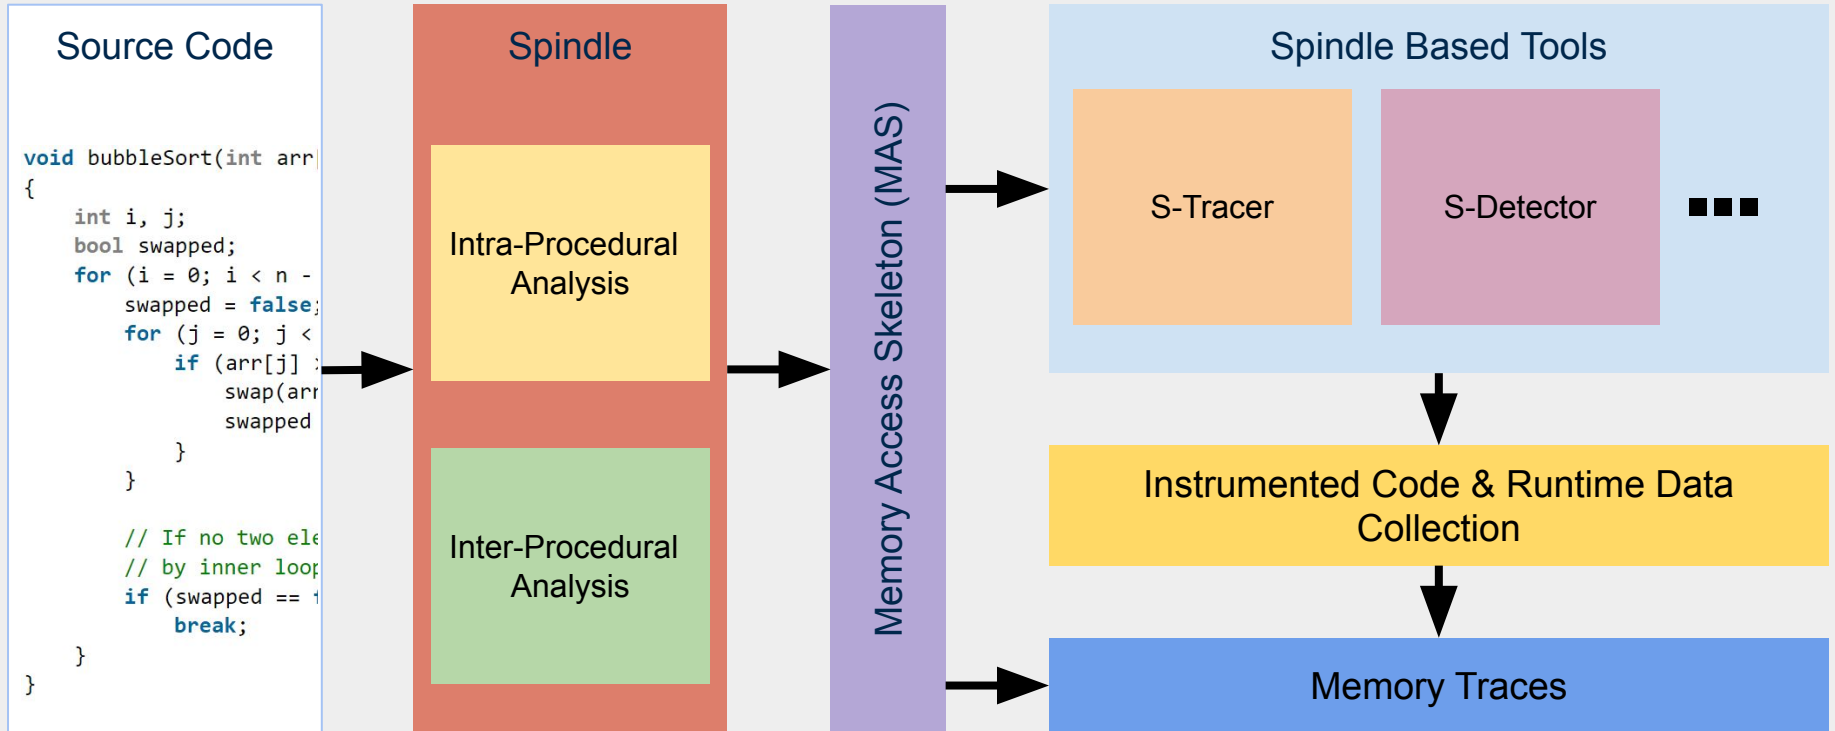 Source Code
void bubbleSort(int arr[
{
int i, j;
bool swapped;
for (i = 0; i < n -
swapped = false;
for (j = 0; j <
if (arr[j] >
swap(arr
swapped
}
}
// If no two ele
// by inner loop
if (swapped == f
break;
}
}
Spindle
Intra-Procedural
Analysis
Inter-Procedural
Analysis
Memory Access Skeleton (MAS)
Spindle Based Tools
S-Tracer
S-Detector
Instrumented Code & Runtime Data
Collection
Memory Traces